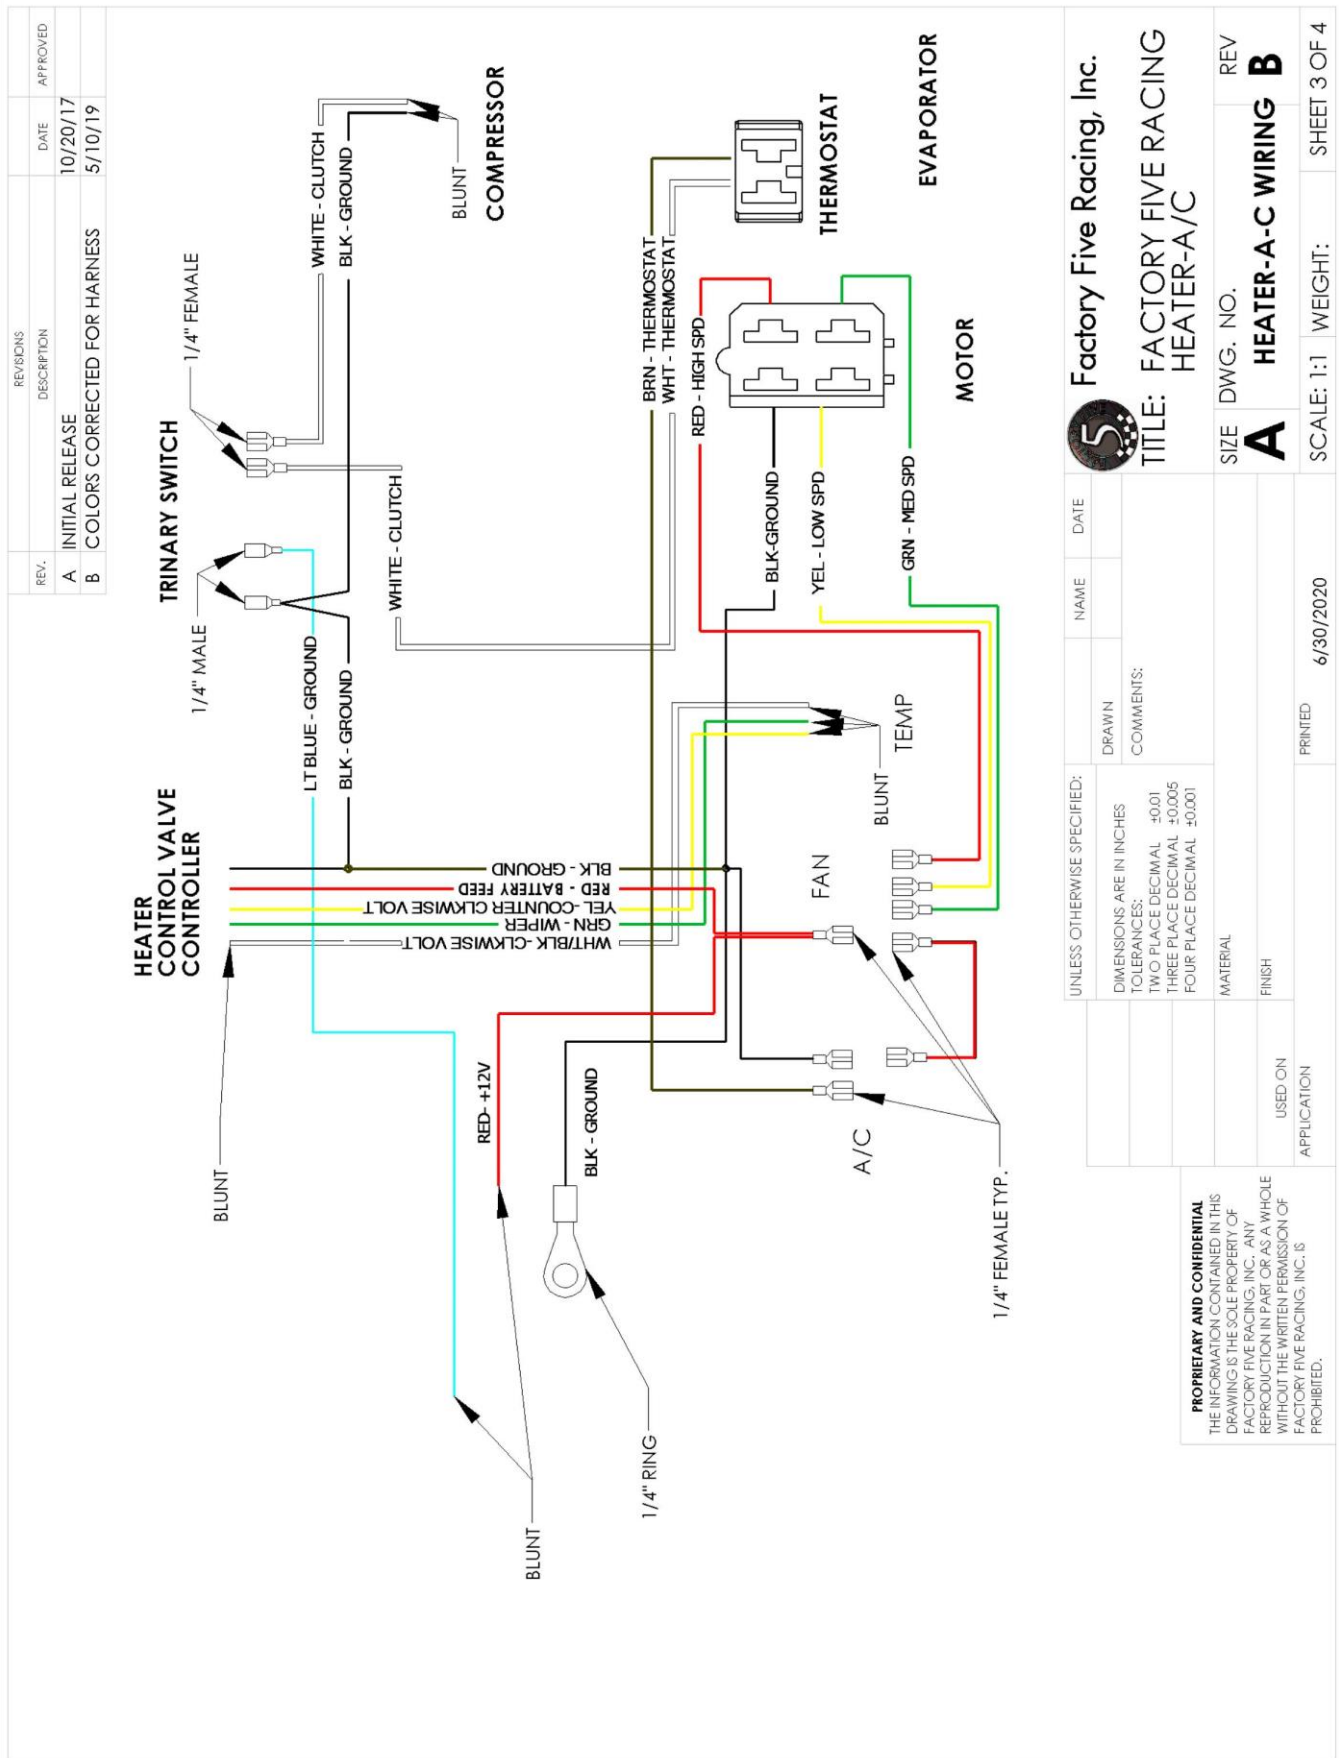 REVISIONS
REV. DESCRIPTION DATE APPROVED
A INITIAL RELEASE 10/20/17
B COLORS CORRECTED FOR HARNESS 5/10/19
HEATER
CONTROL VALVE
CONTROLLER
TRINARY SWITCH
1/4" MALE
1/4" FEMALE
BLUNT
LT BLUE - GROUND
BLK - GROUND
WHITE - CLUTCH
WHITE - CLUTCH
BLK - GROUND
BLUNT
COMPRESSOR
BLK - GROUND
RED - BATTERY FEED
YEL- COUNTER CLKWISE VOLT
GRN - WIPER
WHT/BLK- CLKWISE VOLT
RED- +12V
BLK - GROUND
BLUNT
1/4" RING
BRN - THERMOSTAT
WHT - THERMOSTAT
RED - HIGH SPD
BLK-GROUND
YEL - LOW SPD
GRN - MED SPD
THERMOSTAT
EVAPORATOR
MOTOR
BLUNT
TEMP
FAN
A/C
1/4" FEMALE TYP.
PROPRIETARY AND CONFIDENTIAL
THE INFORMATION CONTAINED IN THIS
DRAWING IS THE SOLE PROPERTY OF
FACTORY FIVE RACING, INC. ANY
REPRODUCTION IN PART OR AS A WHOLE
WITHOUT THE WRITTEN PERMISSION OF
FACTORY FIVE RACING, INC. IS
PROHIBITED.
USED ON
APPLICATION
UNLESS OTHERWISE SPECIFIED:
DIMENSIONS ARE IN INCHES
TOLERANCES:
TWO PLACE DECIMAL ±0.01
THREE PLACE DECIMAL ±0.005
FOUR PLACE DECIMAL ±0.001
MATERIAL
FINISH
NAME DATE
DRAWN
COMMENTS:
PRINTED 6/30/2020
5
Factory Five Racing, Inc.
TITLE: FACTORY FIVE RACING
HEATER-A/C
SIZE DWG. NO. REV
A HEATER-A-C WIRING B
SCALE: 1:1 WEIGHT: SHEET 3 OF 4